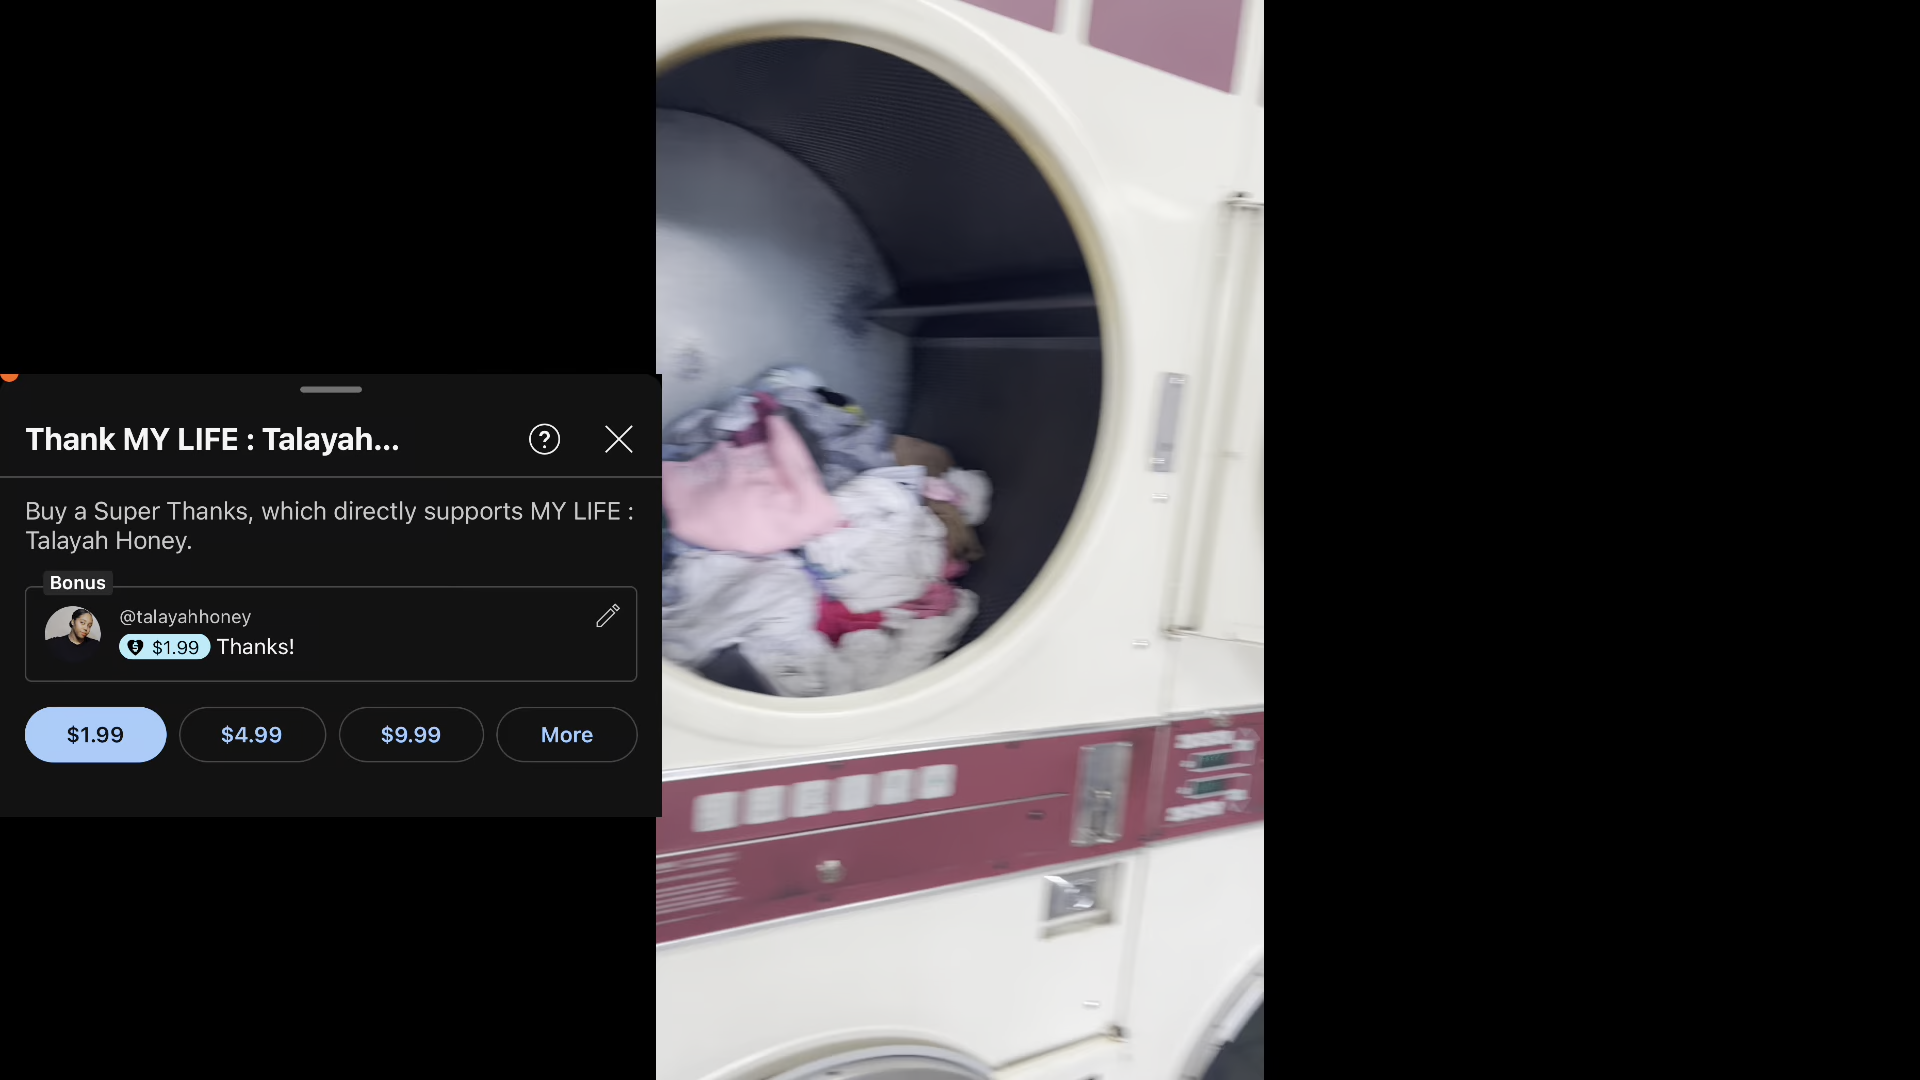 Thank MY LIFE : Talayah...
Buy a Super Thanks, which directly supports MY LIFE :
Talayah Honey.
Bonus
@talayahhoney
$1.99 Thanks!
$1.99
$4.99
$9.99
More